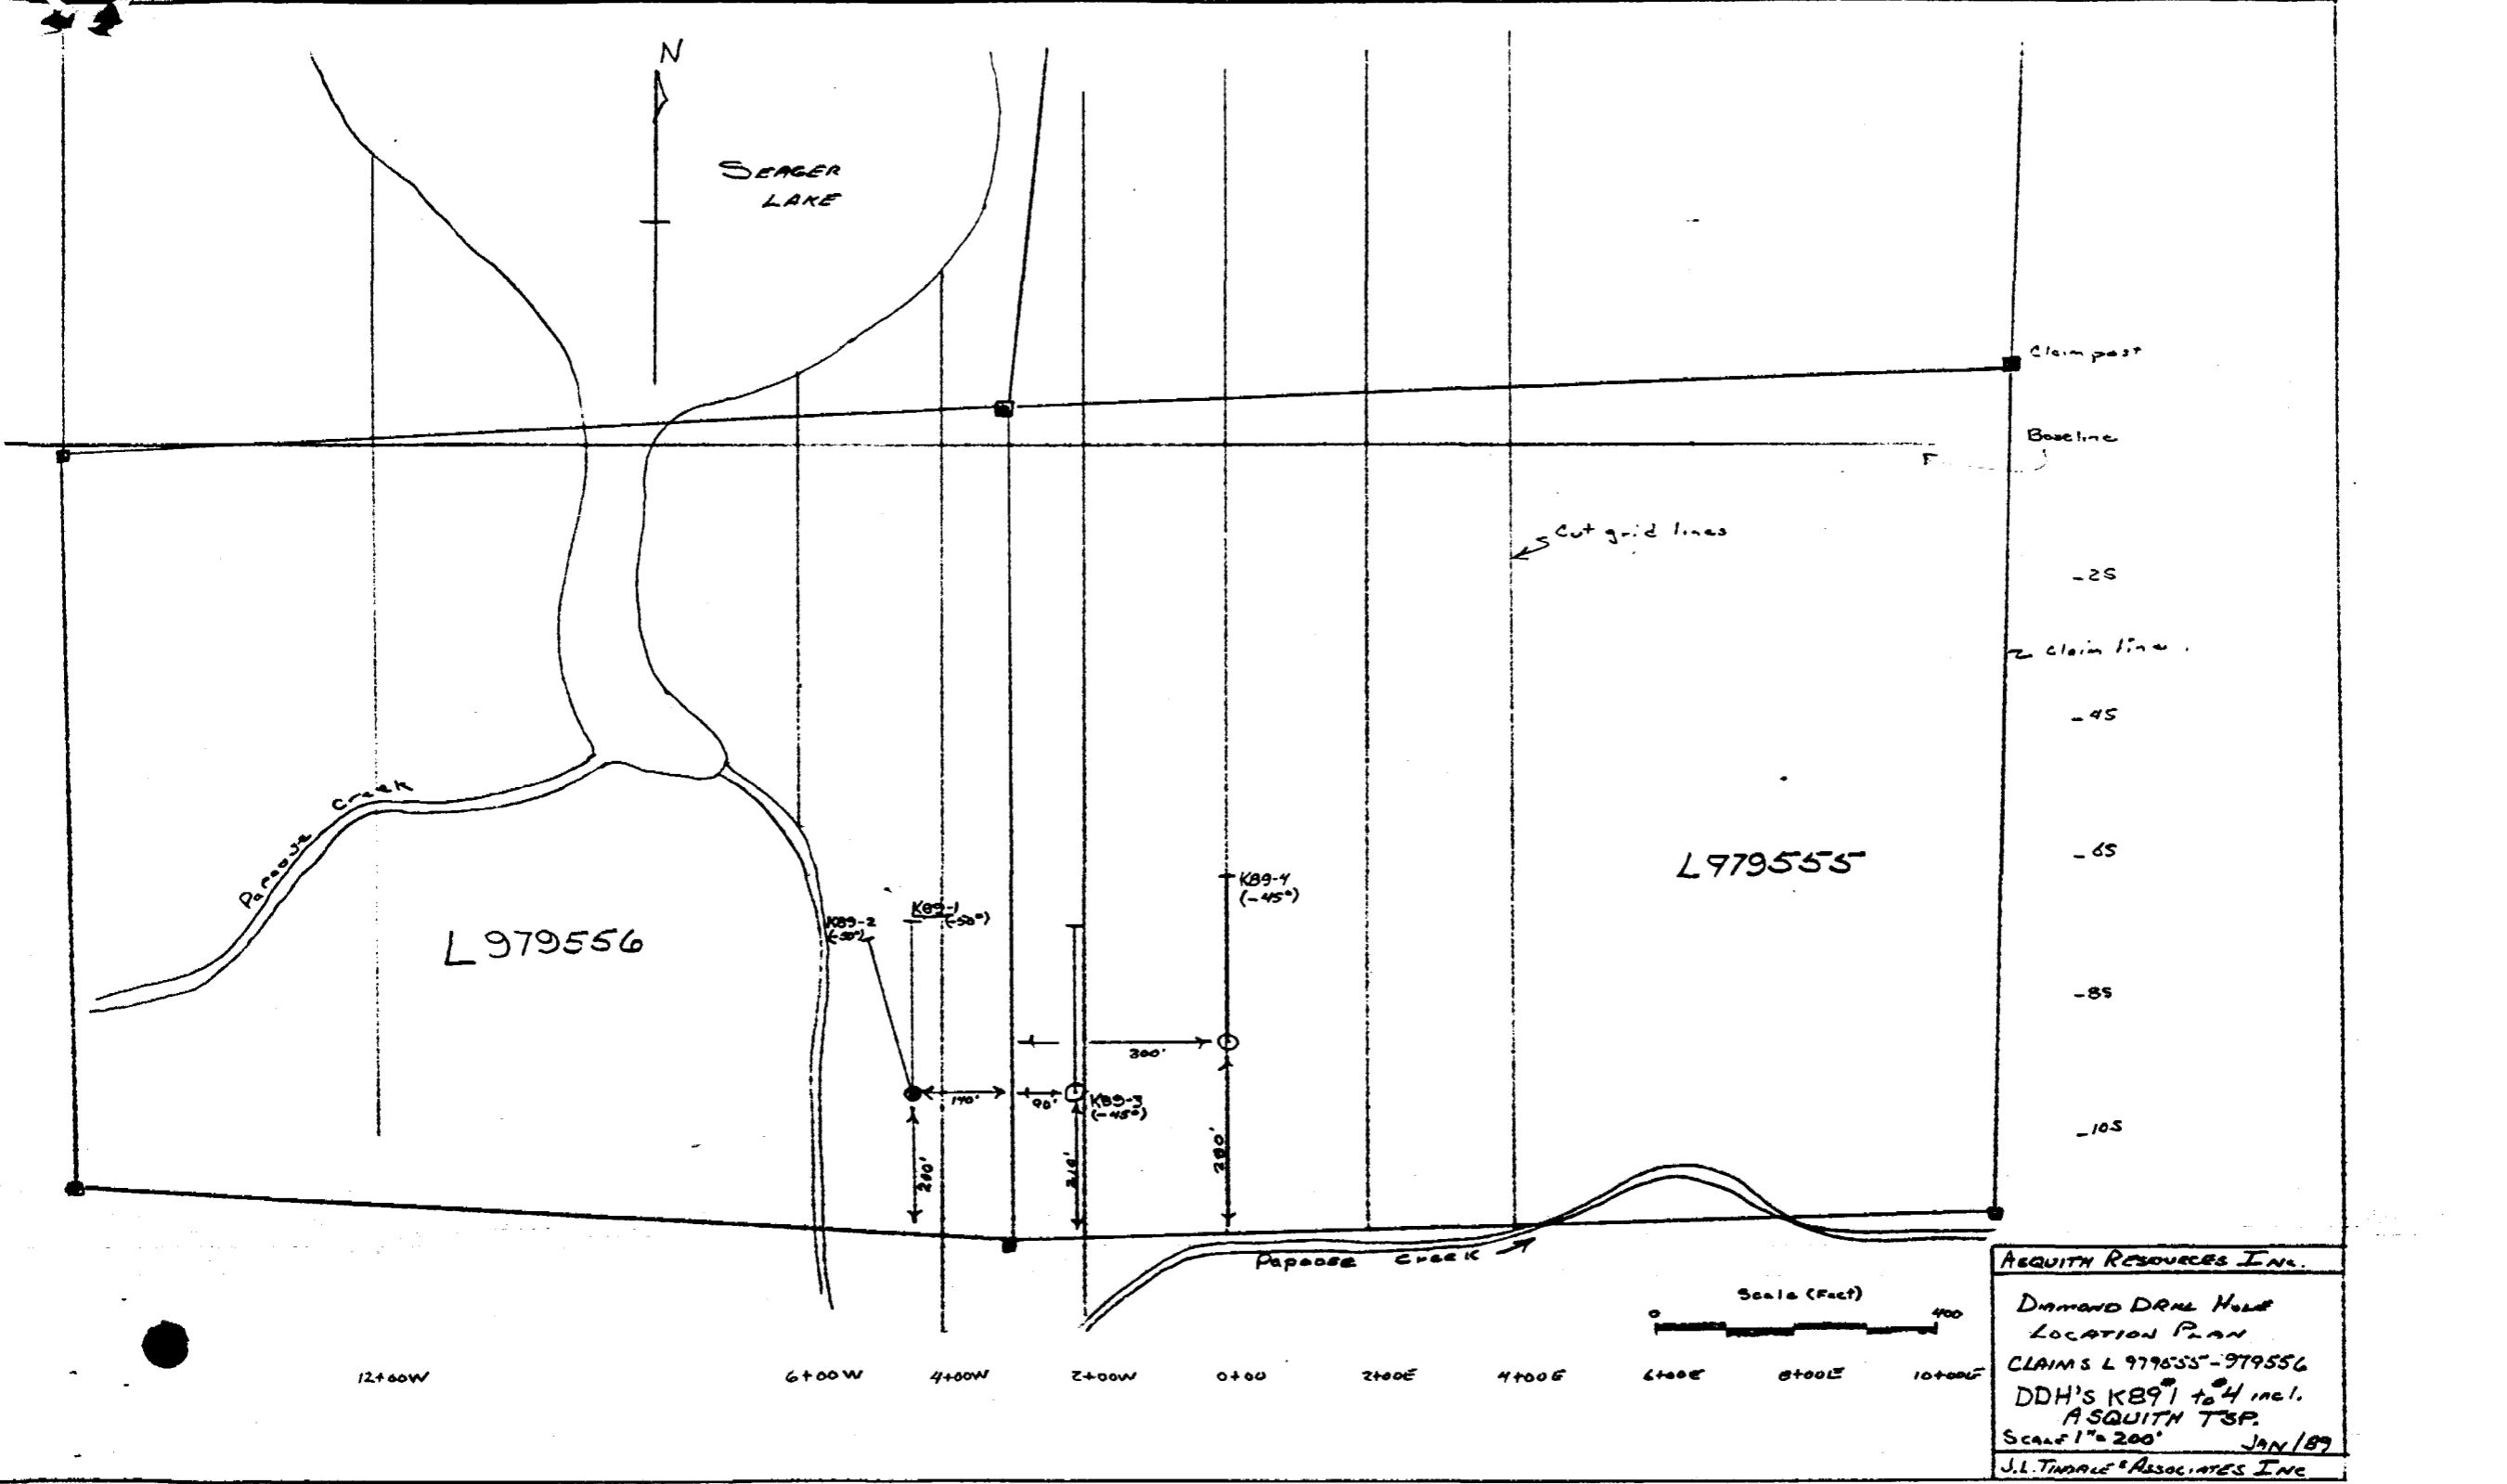 N
SEAGER
LAKE
Claim post
Baseline
Cut grid lines
-2S
Claim line
-4S
Creek
Papoose
-6S
L979555
K89-4
(-45°)
K89-1
(-50°)
K89-2
(-50°)
L979556
-8S
300'
90'
K89-3
(-45°)
-10S
200'
210'
280'
Papoose Creek
Scale (Feet)
0 400
12+00W 6+00W 4+00W 2+00W 0+00 2+00E 4+00E 6+00E 8+00E 10+00E
ASQUITH RESOURCES INC.
DIAMOND DRILL HOLE
LOCATION PLAN
CLAIMS L 979555-979556
DDH'S K89#1 to #4 incl.
ASQUITH TSP.
SCALE 1"= 200' JAN/89
J.L. TINDALE & ASSOCIATES INC